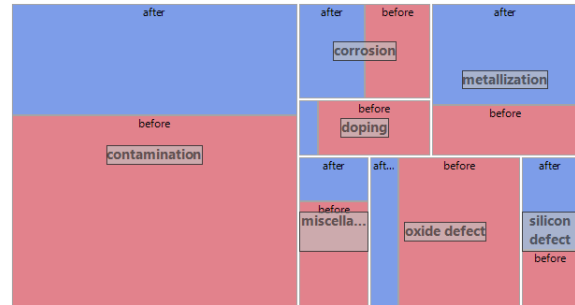 after
before
contamination
after
before
corrosion
before
doping
after
metallization
before
after
before
miscella...
aft...
before
oxide defect
after
silicon
defect
before